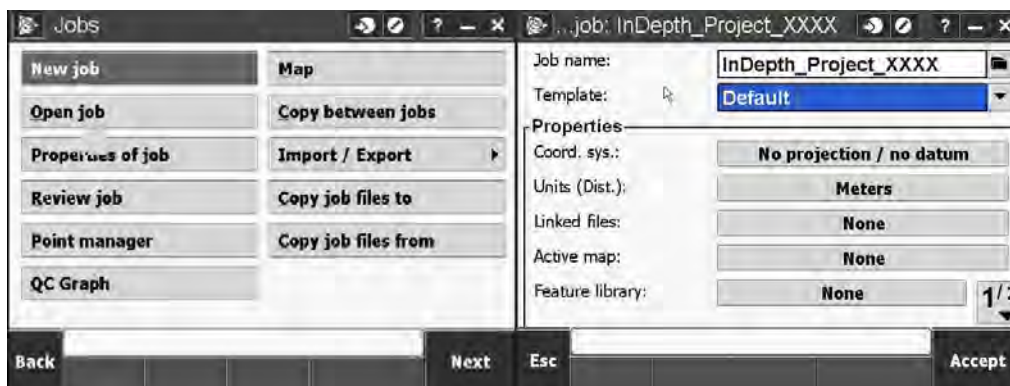 Jobs
? – ×
New job
Map
Open job
Copy between jobs
Properties of job
Import / Export
Review job
Copy job files to
Point manager
Copy job files from
QC Graph
Back
Next
...job: InDepth_Project_XXXX
? – ×
Job name:
InDepth_Project_XXXX
Template:
Default
Properties
Coord. sys.:
No projection / no datum
Units (Dist.):
Meters
Linked files:
None
Active map:
None
Feature library:
None
1/
Esc
Accept